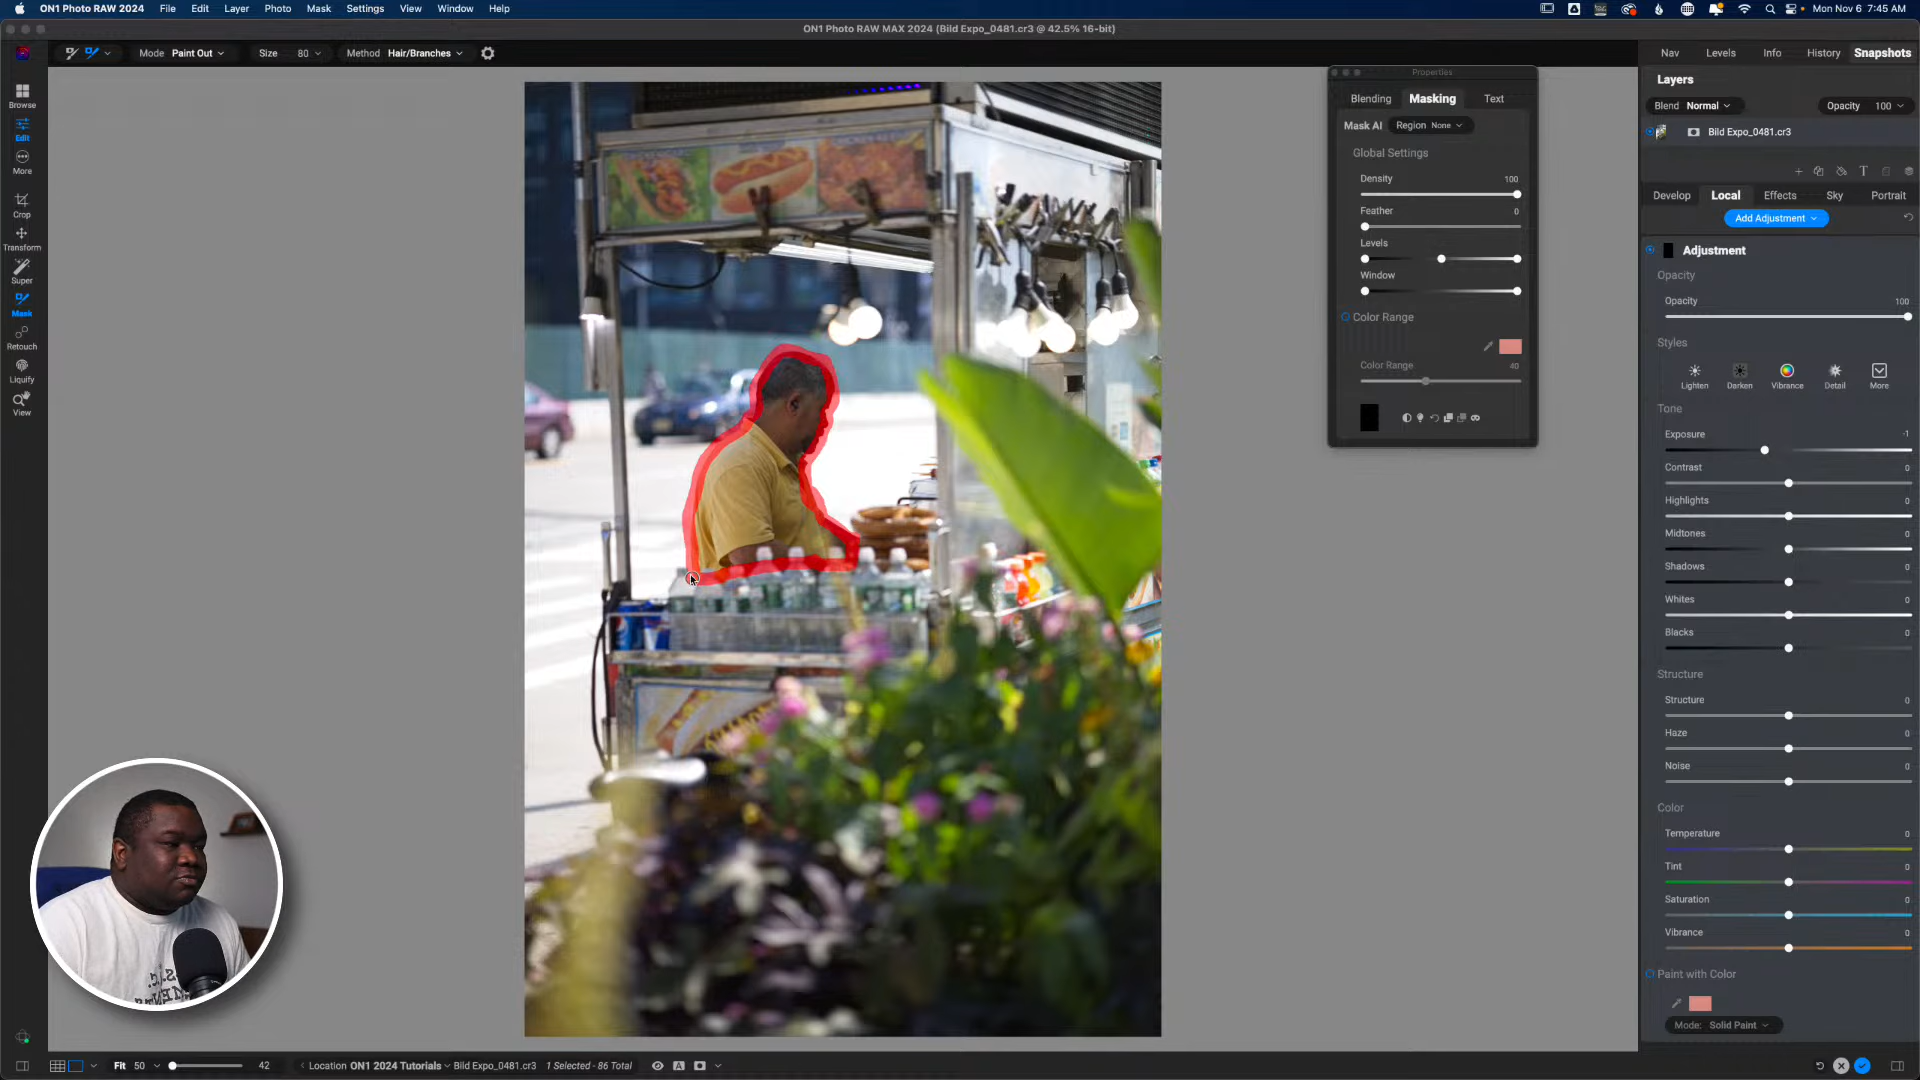 ON1 Photo RAW MAX 2024 File Edit Layer Photo Mask Settings View Window Help Mon Nov 6 7:45 AM
ON1 Photo RAW MAX 2024 (Bild Expo_0481.cr3 @ 42.5% 16-bit)
Mode Paint Out Size 80 Method Hair/Branches
Nav Levels Info History Snapshots
Browse
Edit
More
Crop
Transform
Super
Mask
Retouch
Liquify
View
Properties
Blending Masking Text
Mask AI Region None
Global Settings
Density 100
Feather 0
Levels
Window
Color Range
Color Range 40
Layers
Blend Normal Opacity 100
Bild Expo_0481.cr3
Develop Local Effects Sky Portrait
Add Adjustment
Adjustment
Opacity
Opacity 100
Styles
Lighten Darken Vibrance Detail More
Tone
Exposure -1
Contrast 0
Highlights 0
Midtones 0
Shadows 0
Whites 0
Blacks 0
Structure
Structure 0
Haze 0
Noise 0
Color
Temperature 0
Tint 0
Saturation 0
Vibrance 0
Paint with Color
Mode: Solid Paint
Fit 50 42 Location ON1 2024 Tutorials Bild Expo_0481.cr3 1 Selected - 86 Total